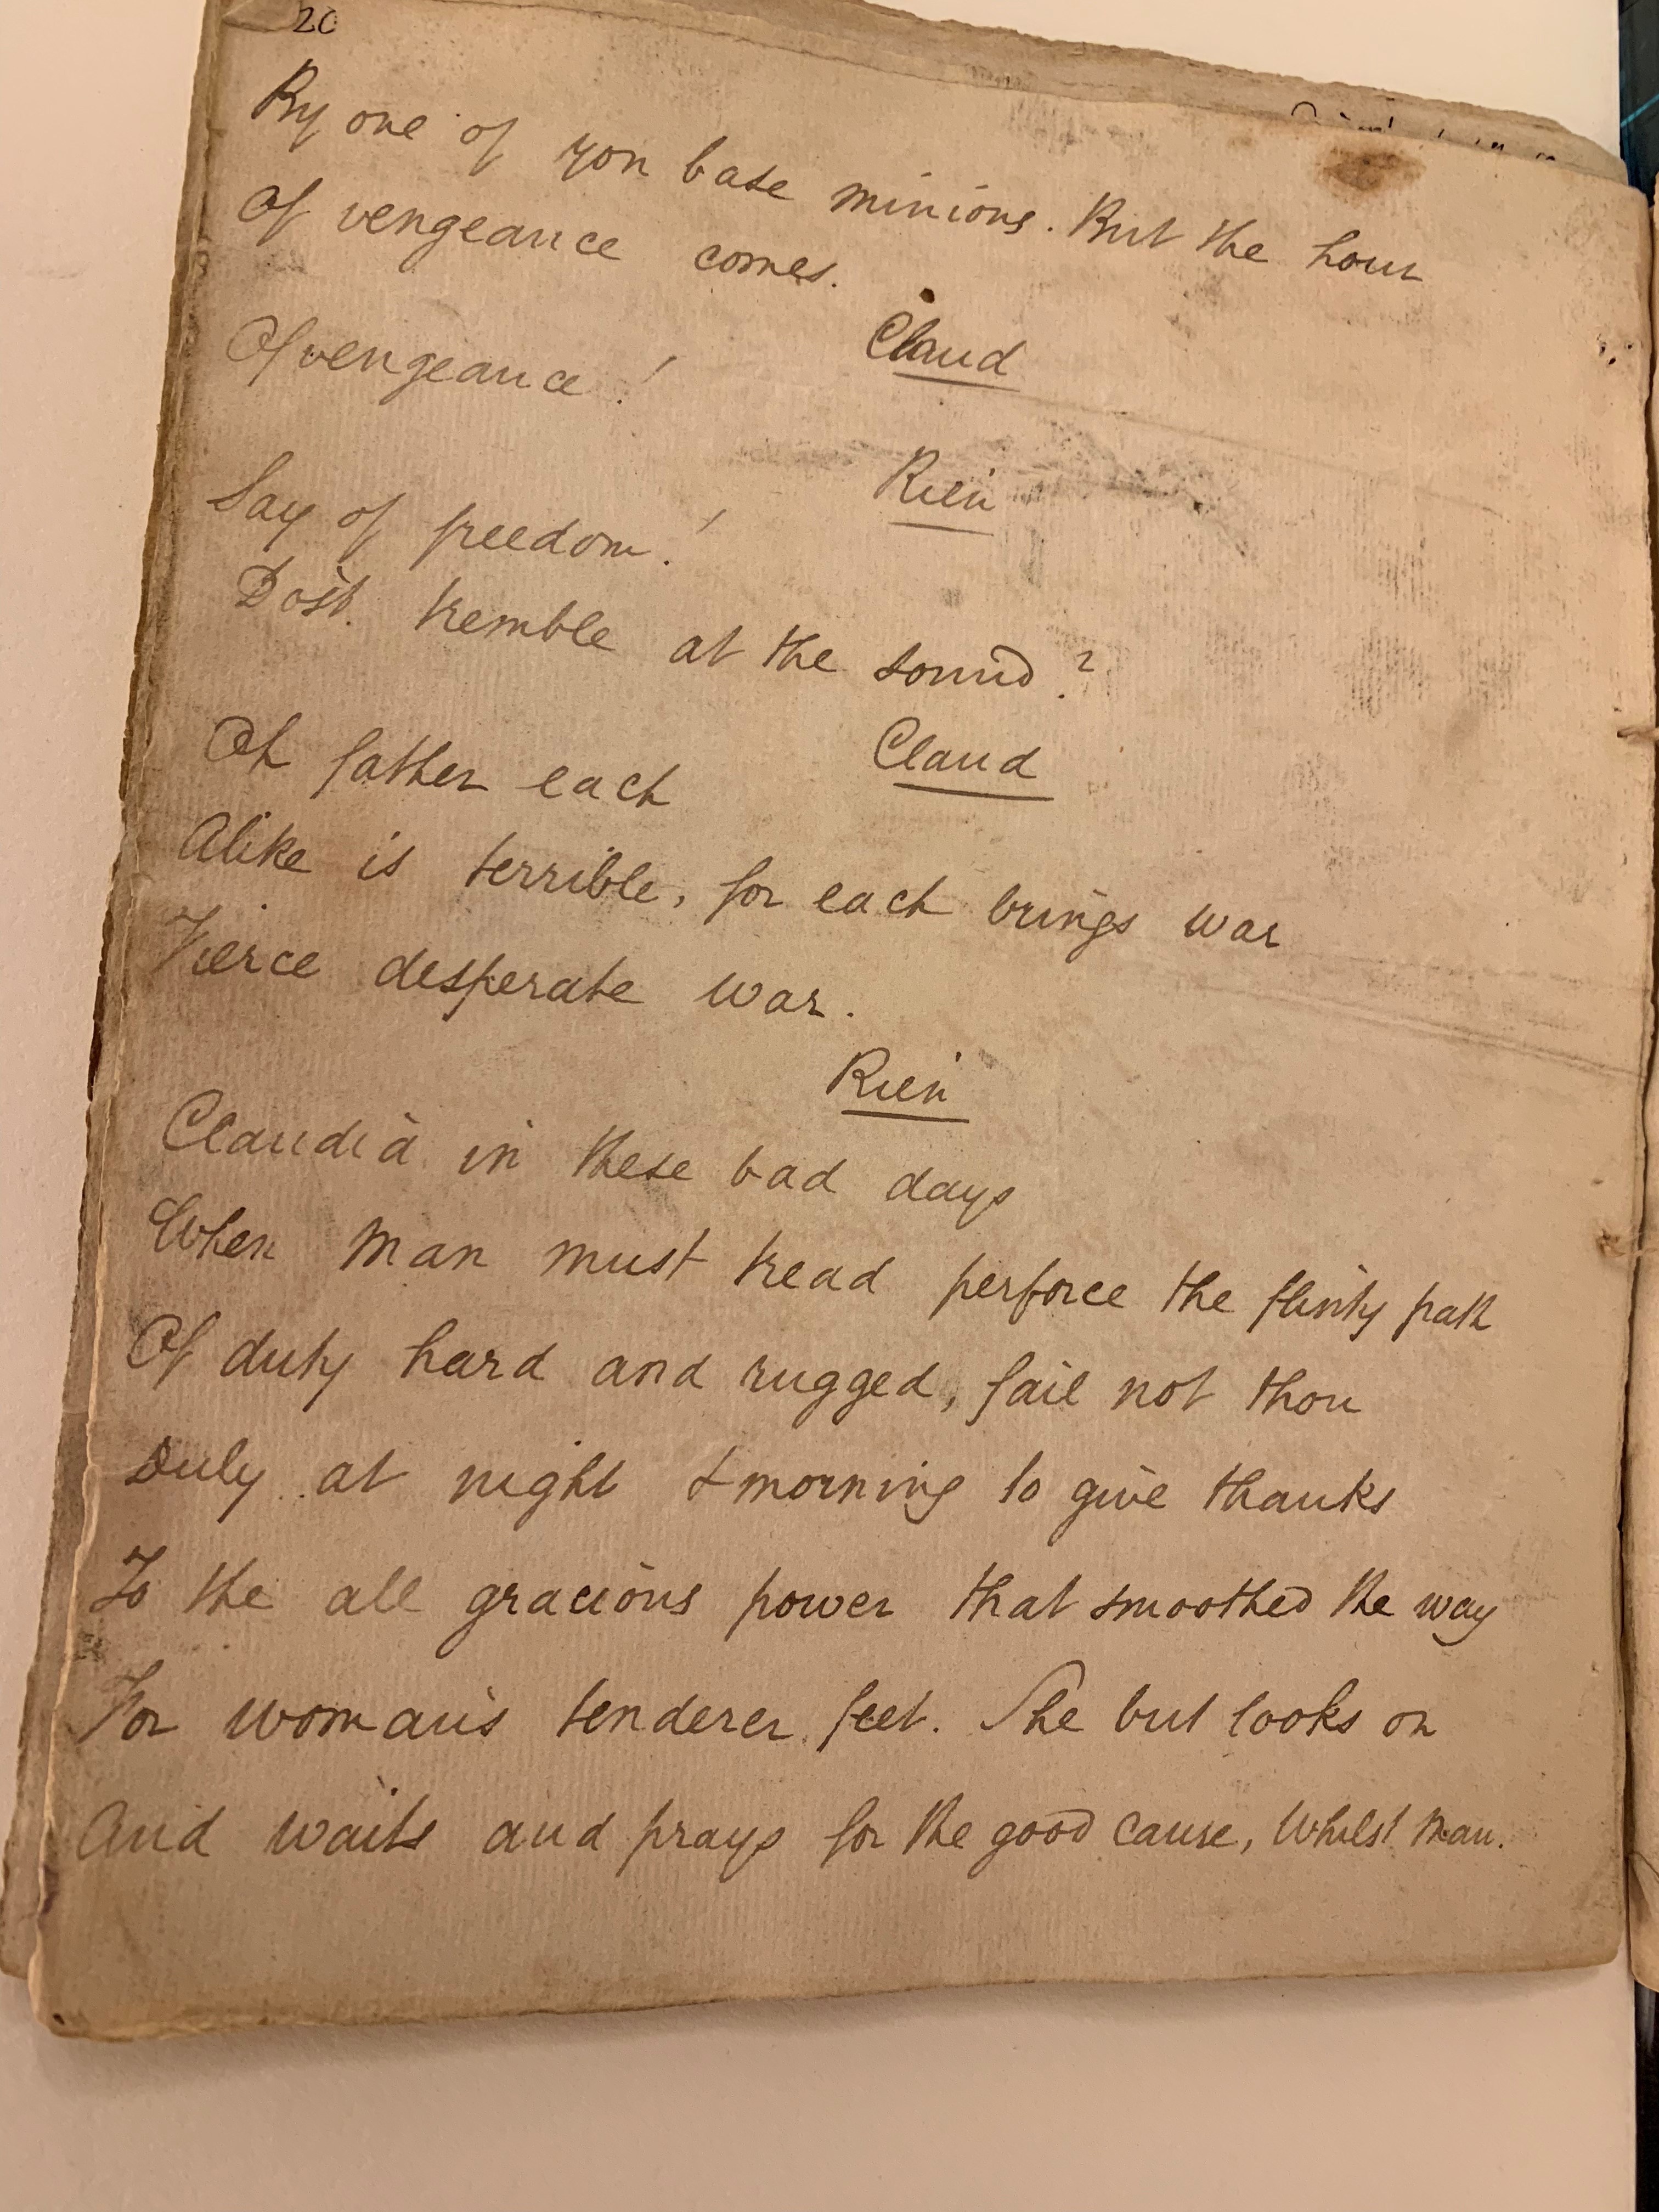 20
By one of yon base minions. But the hour
Of vengeance comes.
Claud
Of vengeance!
Rien
Say of freedom!
Dost tremble at the sound?
Claud
Oh father each
Alike is terrible, for each brings war
Fierce desperate war.
Rien
Claudia in these bad days
When man must tread perforce the flinty path
Of duty hard and rugged, fail not thou
Duly at night & morning to give thanks
To the all gracious power that smoothed the way
For woman's tenderer feet. She but looks on
And waits and prays for the good cause, whilst man.